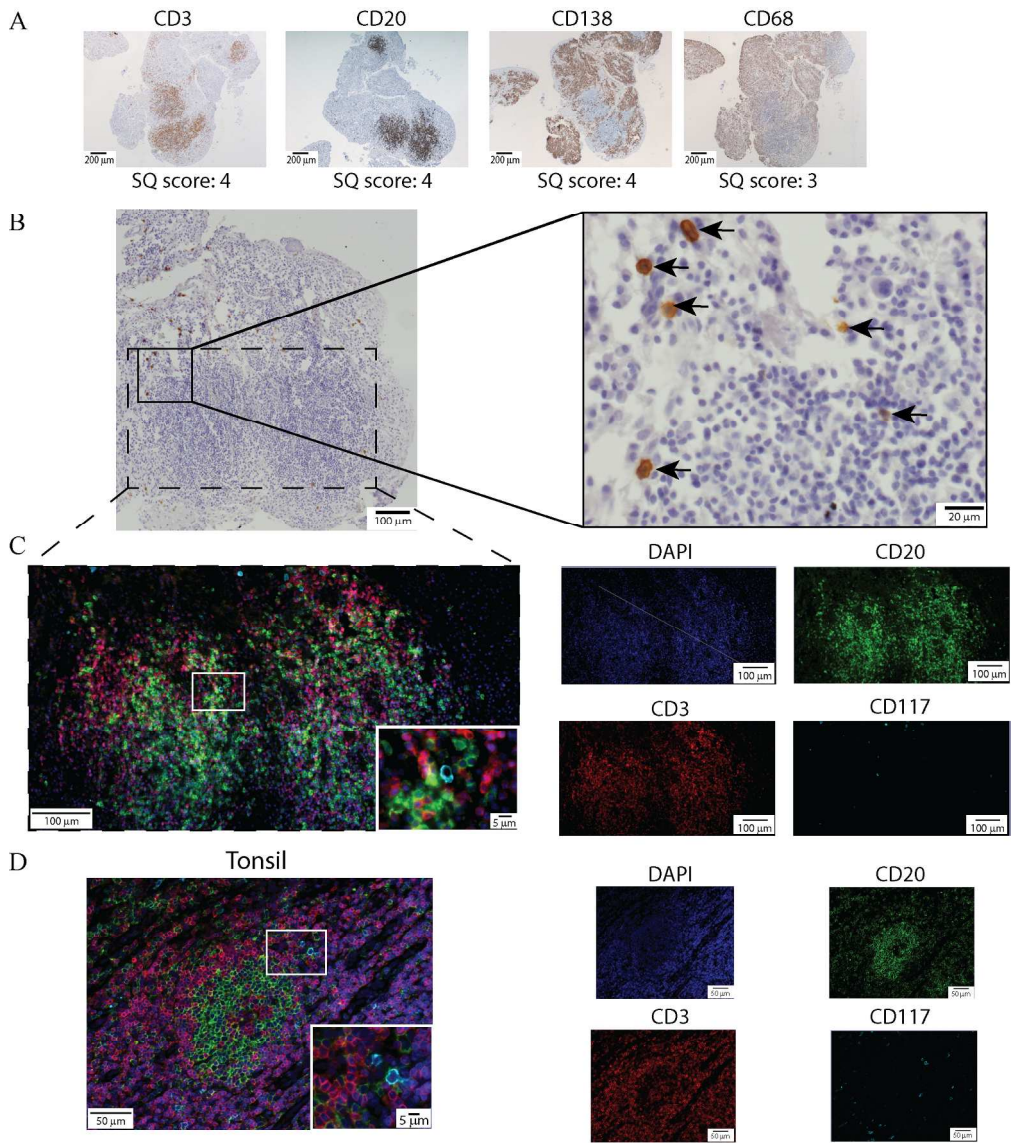 A
CD3 CD20 CD138 CD68
200 µm 200 µm 200 µm 200 µm
SQ score: 4 SQ score: 4 SQ score: 4 SQ score: 3
B
100 µm 20 µm
C
DAPI CD20
100 µm 100 µm
CD3 CD117
100 µm 5 µm 100 µm 100 µm
D
Tonsil DAPI CD20
50 µm 50 µm
CD3 CD117
50 µm 5 µm 50 µm 50 µm